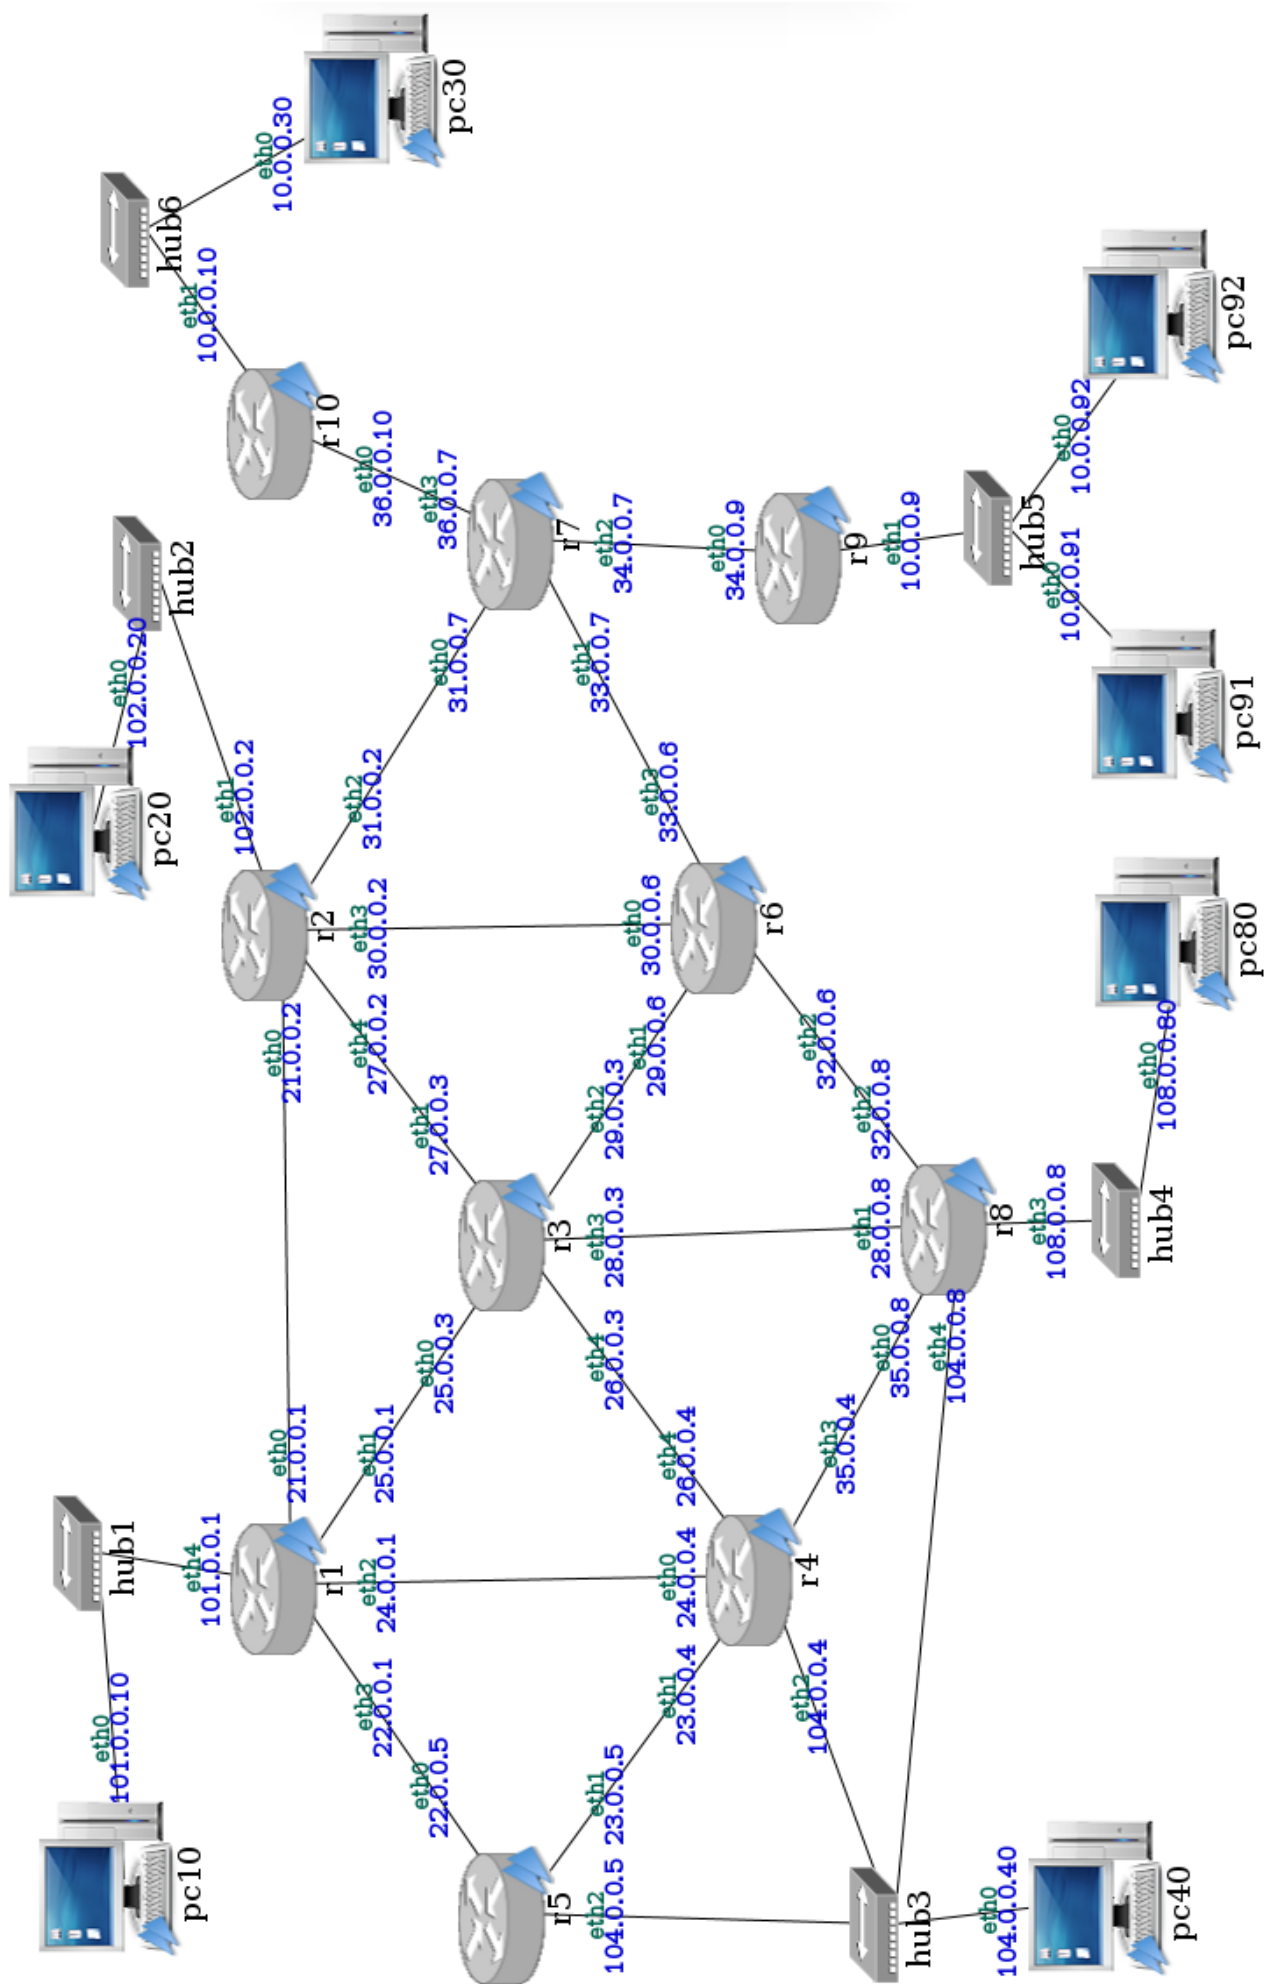 pc10
eth0
101.0.0.10
hub1
eth4
101.0.0.1
r1
eth0
21.0.0.1
eth1
25.0.0.1
eth2
24.0.0.1
eth3
22.0.0.1
pc20
eth0
102.0.0.20
hub2
eth1
102.0.0.2
r2
eth0
21.0.0.2
eth2
31.0.0.2
eth3
30.0.0.2
eth4
27.0.0.2
hub6
eth0
10.0.0.30
pc30
eth1
10.0.0.10
r10
eth0
36.0.0.10
eth3
36.0.0.7
r7
eth0
31.0.0.7
eth1
33.0.0.7
eth2
34.0.0.7
eth0
22.0.0.5
r5
eth1
23.0.0.5
eth2
104.0.0.5
eth0
25.0.0.3
eth1
27.0.0.3
r3
eth2
29.0.0.3
eth3
28.0.0.3
eth4
26.0.0.3
eth0
24.0.0.4
eth1
23.0.0.4
eth4
26.0.0.4
r4
eth2
104.0.0.4
eth3
35.0.0.4
eth0
30.0.0.6
eth1
29.0.0.6
eth3
33.0.0.6
r6
eth2
32.0.0.6
eth0
34.0.0.9
r9
eth1
10.0.0.9
hub5
eth0
10.0.0.91
pc91
eth0
10.0.0.92
pc92
eth0
35.0.0.8
eth1
28.0.0.8
eth2
32.0.0.8
eth4
104.0.0.8
r8
eth3
108.0.0.8
hub4
eth0
108.0.0.80
pc80
hub3
eth0
104.0.0.40
pc40